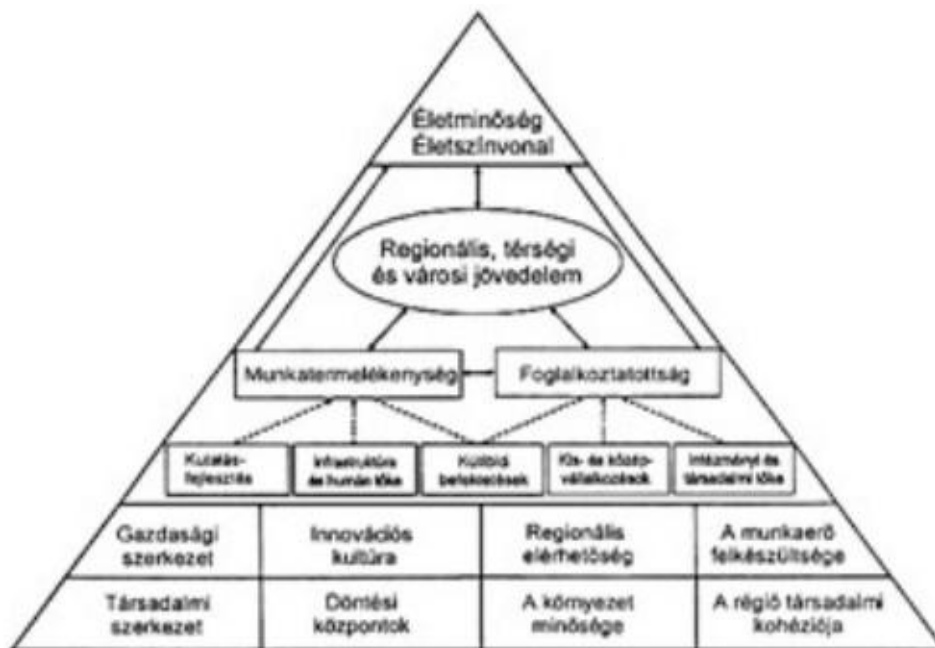 Életminőség
Életszínvonal
Regionális, térségi
és városi jövedelem
Munkatermelékenység
Foglalkoztatottság
Kutatás-
fejlesztés
Infrastruktúra
és humán tőke
Külföldi
befektetések
Kis- és közép-
vállalkozások
Intézményi és
társadalmi tőke
Gazdasági
szerkezet
Innovációs
kultúra
Regionális
elérhetőség
A munkaerő
felkészültsége
Társadalmi
szerkezet
Döntési
központok
A környezet
minősége
A régió társadalmi
kohéziója